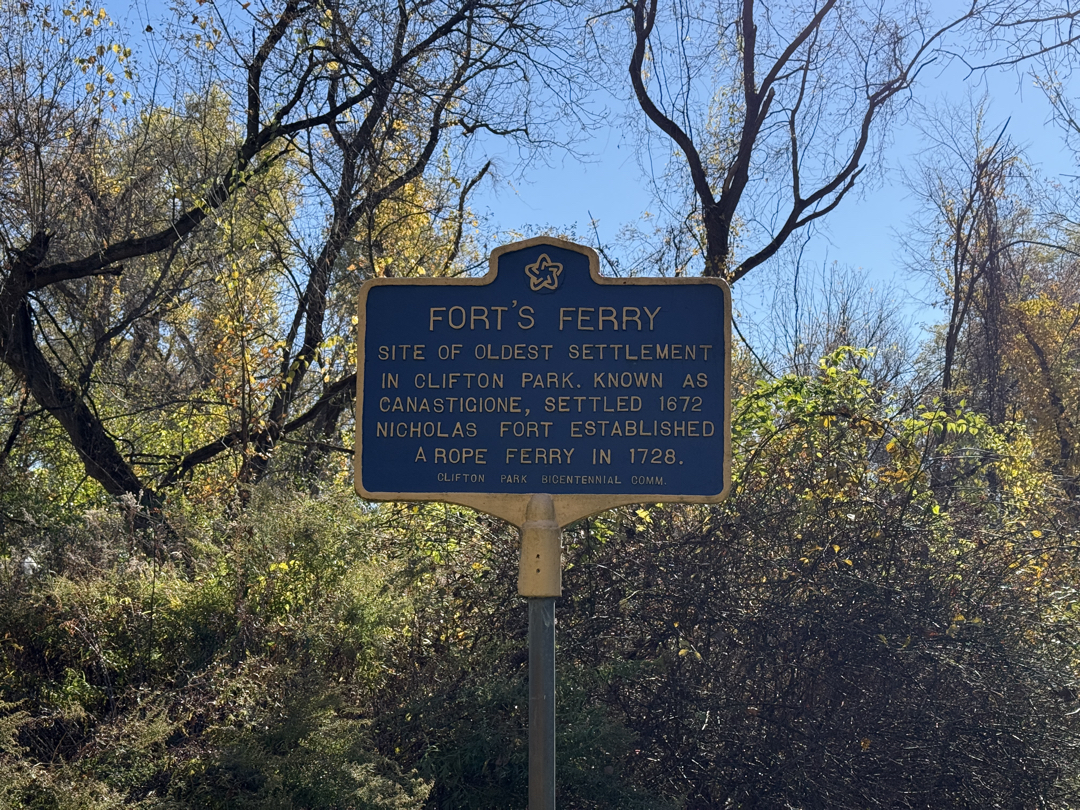 FORT'S FERRY
SITE OF OLDEST SETTLEMENT
IN CLIFTON PARK. KNOWN AS
CANASTIGIONE, SETTLED 1672
NICHOLAS FORT ESTABLISHED
A ROPE FERRY IN 1728.
CLIFTON PARK BICENTENNIAL COMM.